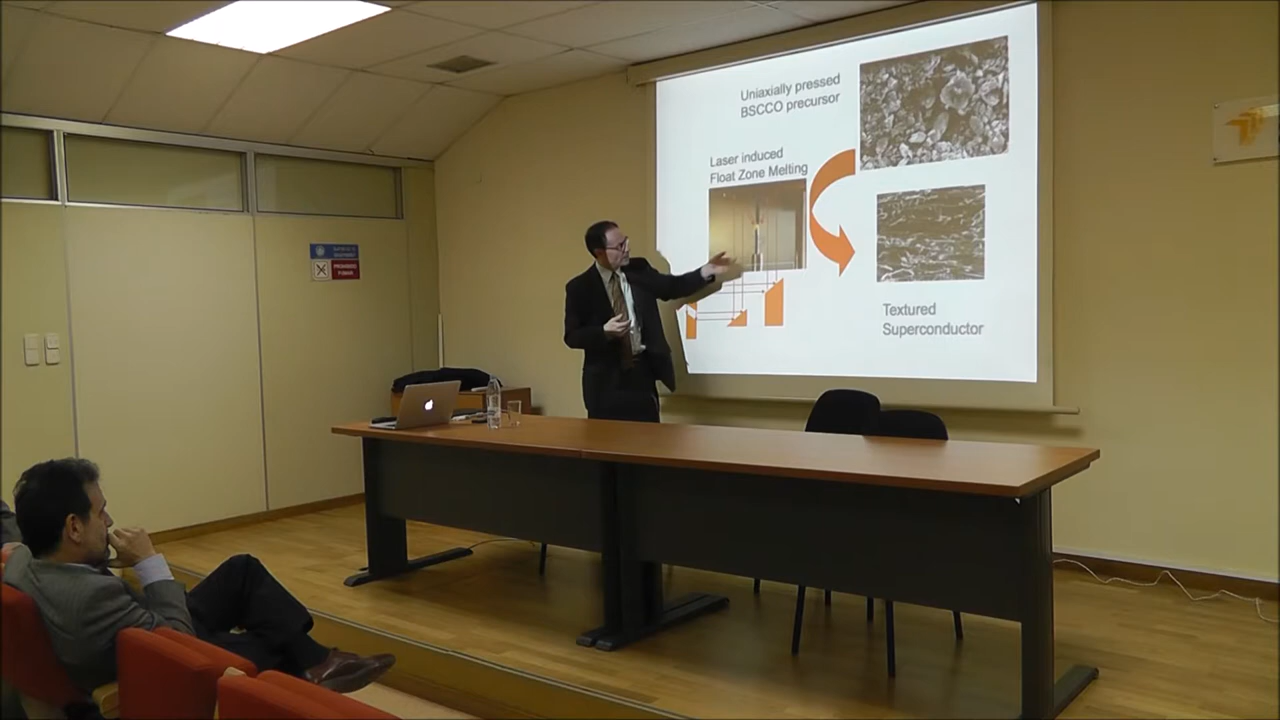 Uniaxially pressed
BSCCO precursor
Laser induced
Float Zone Melting
Textured
Superconductor